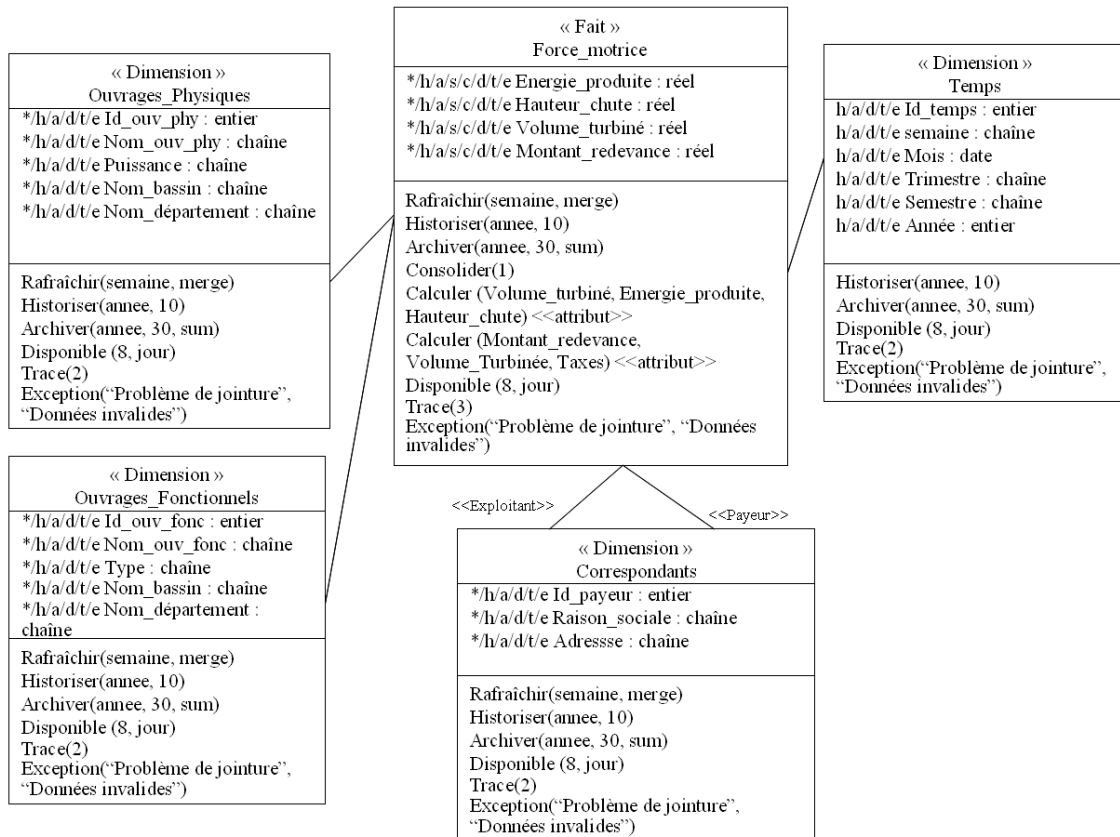 « Dimension »
Ouvrages_Physiques
*/h/a/d/t/e Id_ouv_phy : entier
*/h/a/d/t/e Nom_ouv_phy : chaîne
*/h/a/d/t/e Puissance : chaîne
*/h/a/d/t/e Nom_bassin : chaîne
*/h/a/d/t/e Nom_département : chaîne
Rafraîchir(semaine, merge)
Historiser(annee, 10)
Archiver(annee, 30, sum)
Disponible (8, jour)
Trace(2)
Exception(“Problème de jointure”,
“Données invalides”)
« Fait »
Force_motrice
*/h/a/s/c/d/t/e Energie_produite : réel
*/h/a/s/c/d/t/e Hauteur_chute : réel
*/h/a/s/c/d/t/e Volume_turbiné : réel
*/h/a/s/c/d/t/e Montant_redevance : réel
Rafraîchir(semaine, merge)
Historiser(annee, 10)
Archiver(annee, 30, sum)
Consolider(1)
Calculer (Volume_turbiné, Emergie_produite,
Hauteur_chute) <<attribut>>
Calculer (Montant_redevance,
Volume_Turbinée, Taxes) <<attribut>>
Disponible (8, jour)
Trace(3)
Exception(“Problème de jointure”, “Données
invalides”)
« Dimension »
Temps
h/a/d/t/e Id_temps : entier
h/a/d/t/e semaine : chaîne
h/a/d/t/e Mois : date
h/a/d/t/e Trimestre : chaîne
h/a/d/t/e Semestre : chaîne
h/a/d/t/e Année : entier
Historiser(annee, 10)
Archiver(annee, 30, sum)
Disponible (8, jour)
Trace(2)
Exception(“Problème de jointure”,
“Données invalides”)
« Dimension »
Ouvrages_Fonctionnels
*/h/a/d/t/e Id_ouv_fonc : entier
*/h/a/d/t/e Nom_ouv_fonc : chaîne
*/h/a/d/t/e Type : chaîne
*/h/a/d/t/e Nom_bassin : chaîne
*/h/a/d/t/e Nom_département :
chaîne
Rafraîchir(semaine, merge)
Historiser(annee, 10)
Archiver(annee, 30, sum)
Disponible (8, jour)
Trace(2)
Exception(“Problème de jointure”,
“Données invalides”)
<<Exploitant>>
<<Payeur>>
« Dimension »
Correspondants
*/h/a/d/t/e Id_payeur : entier
*/h/a/d/t/e Raison_sociale : chaîne
*/h/a/d/t/e Adressse : chaîne
Rafraîchir(semaine, merge)
Historiser(annee, 10)
Archiver(annee, 30, sum)
Disponible (8, jour)
Trace(2)
Exception(“Problème de jointure”,
“Données invalides”)